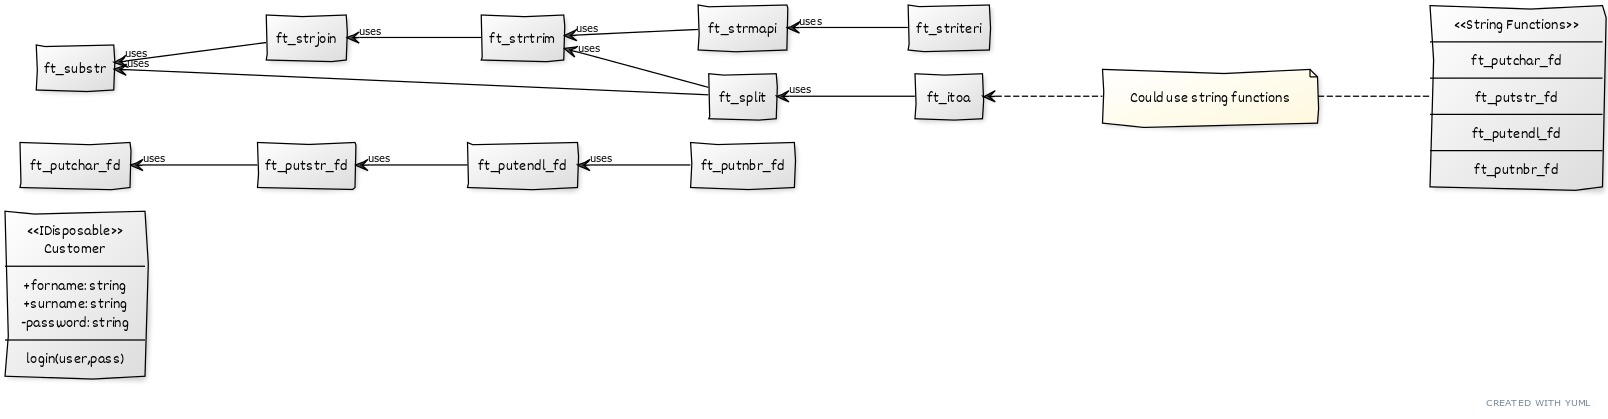 ft_substr
uses
uses
ft_strjoin
uses
ft_strtrim
uses
uses
ft_strmapi
uses
ft_striteri
ft_split
uses
ft_itoa
Could use string functions
<<String Functions>>
ft_putchar_fd
ft_putstr_fd
ft_putendl_fd
ft_putnbr_fd
ft_putchar_fd
uses
ft_putstr_fd
uses
ft_putendl_fd
uses
ft_putnbr_fd
<<IDisposable>>
Customer
+forname: string
+surname: string
-password: string
login(user,pass)
CREATED WITH YUML